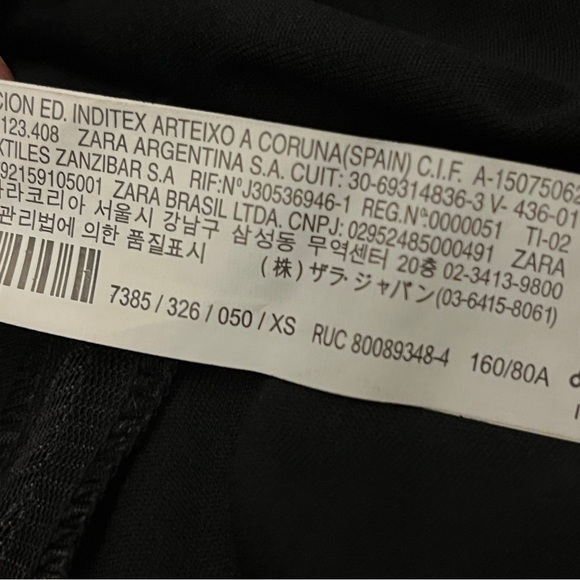 CION ED. INDITEX ARTEIXO A CORUNA(SPAIN) C.I.F. A-15075062
123.408 ZARA ARGENTINA S.A. CUIT: 30-69314836-3 V- 436-01
XTILES ZANZIBAR S.A RIF:NºJ30536946-1 REG.Nº:0000051 TI-02
92159105001 ZARA BRASIL LTDA. CNPJ: 02952485000491 ZARA
라코리아 서울시 강남구 삼성동 무역센터 20층 02-3413-9800
관리법에 의한 품질표시 (株) ザラ・ジャパン(03-6415-8061)
7385 / 326 / 050 / XS RUC 80089348-4 160/80A